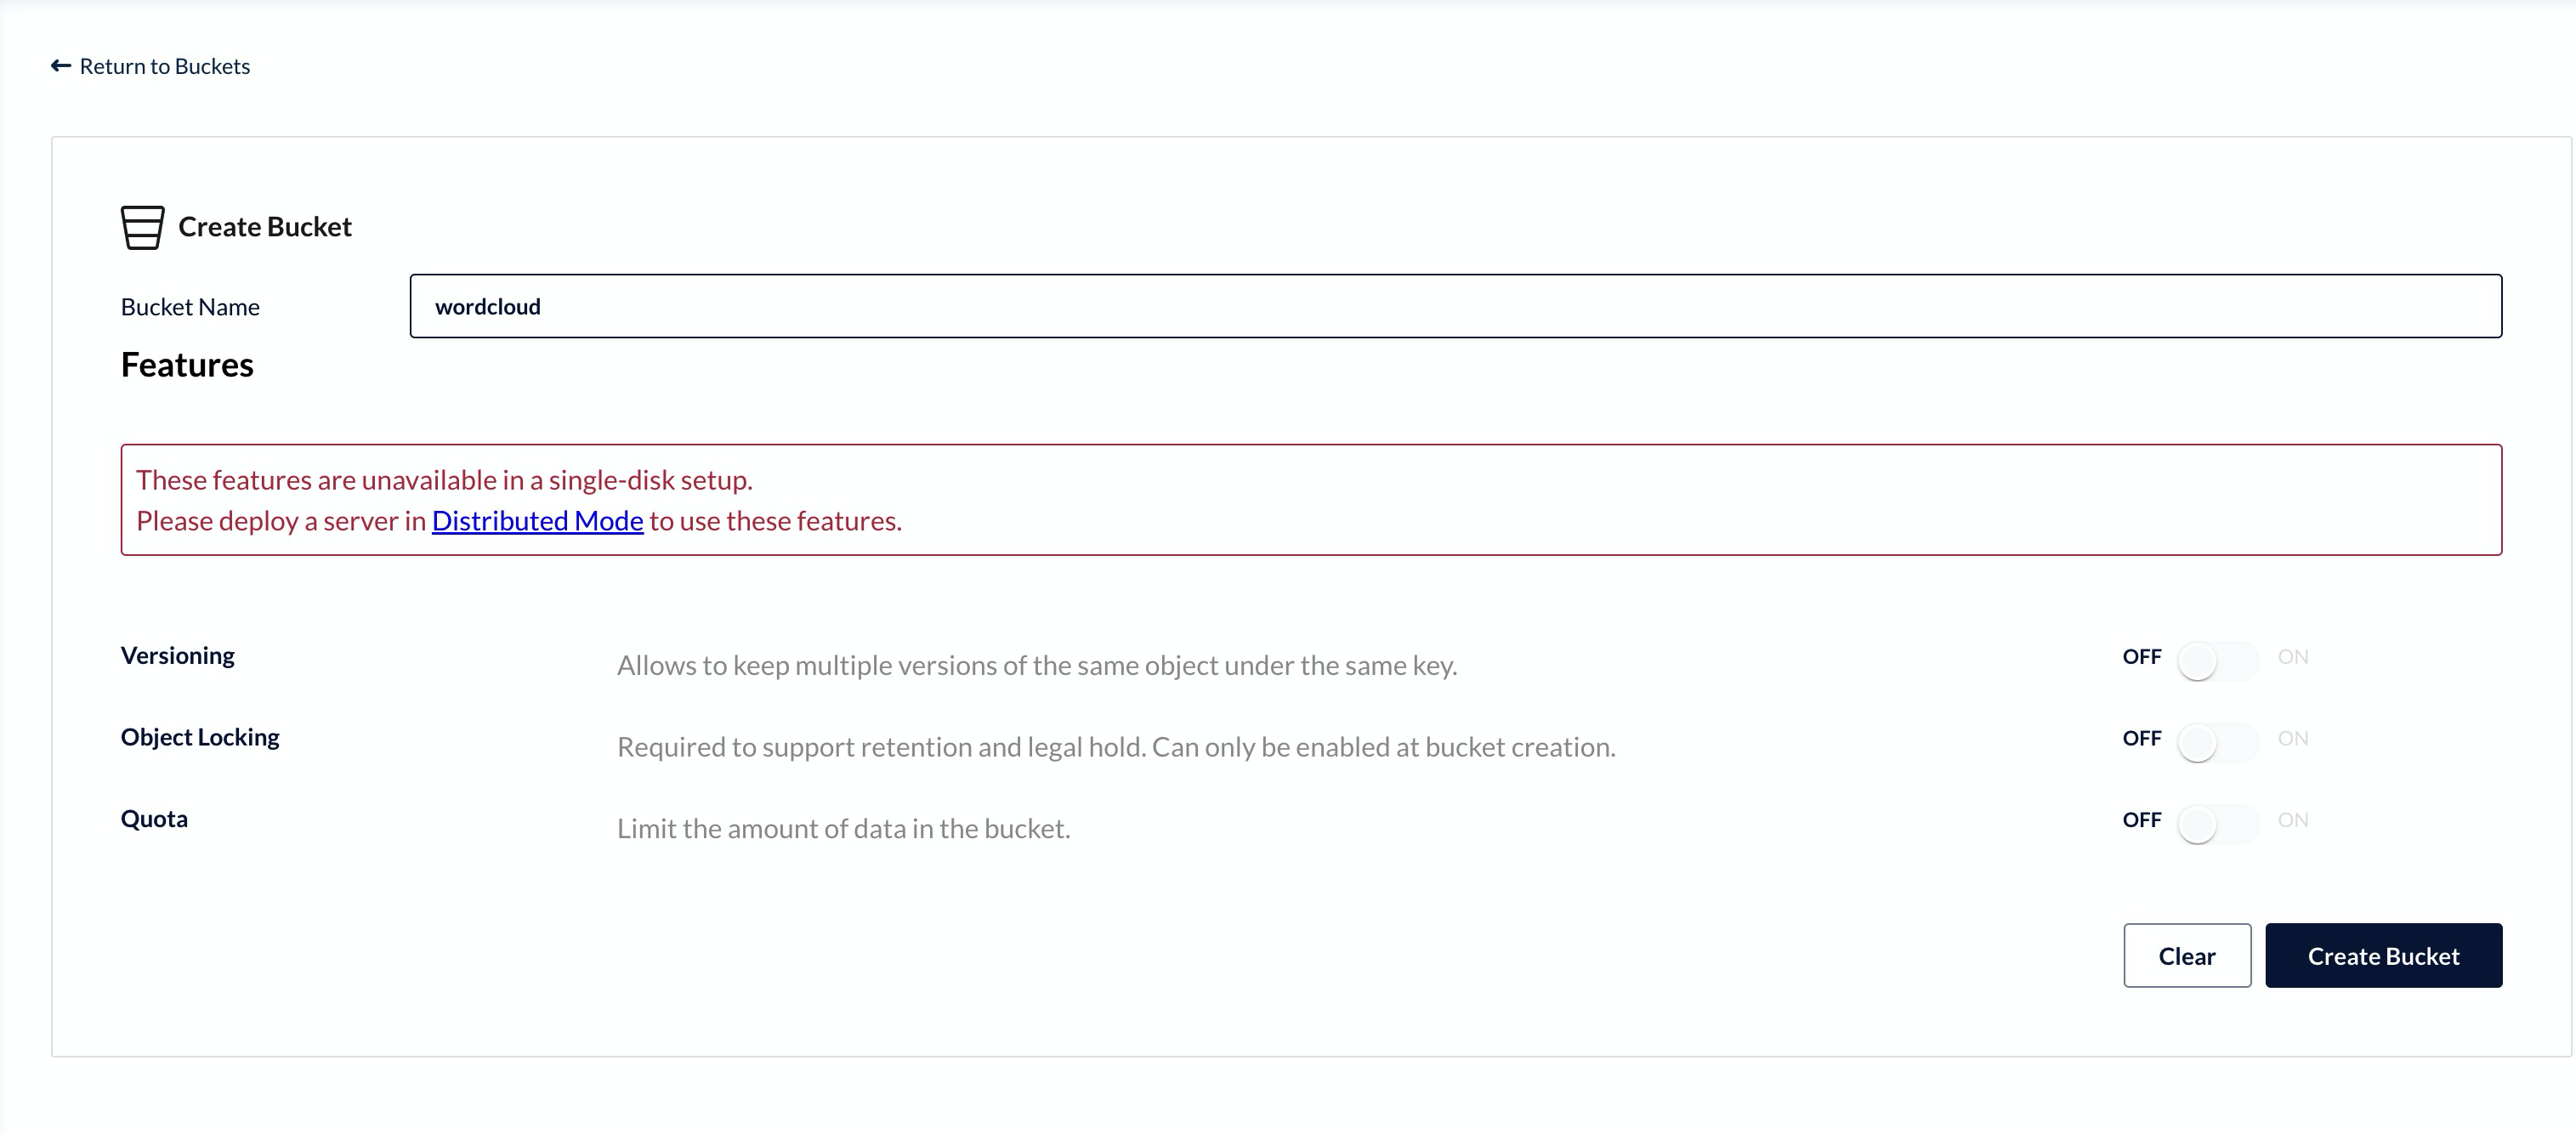 Return to Buckets
Create Bucket
Bucket Name
wordcloud
Features
These features are unavailable in a single-disk setup.
Please deploy a server in Distributed Mode to use these features.
Versioning
Allows to keep multiple versions of the same object under the same key.
OFF ON
Object Locking
Required to support retention and legal hold. Can only be enabled at bucket creation.
OFF ON
Quota
Limit the amount of data in the bucket.
OFF ON
Clear
Create Bucket